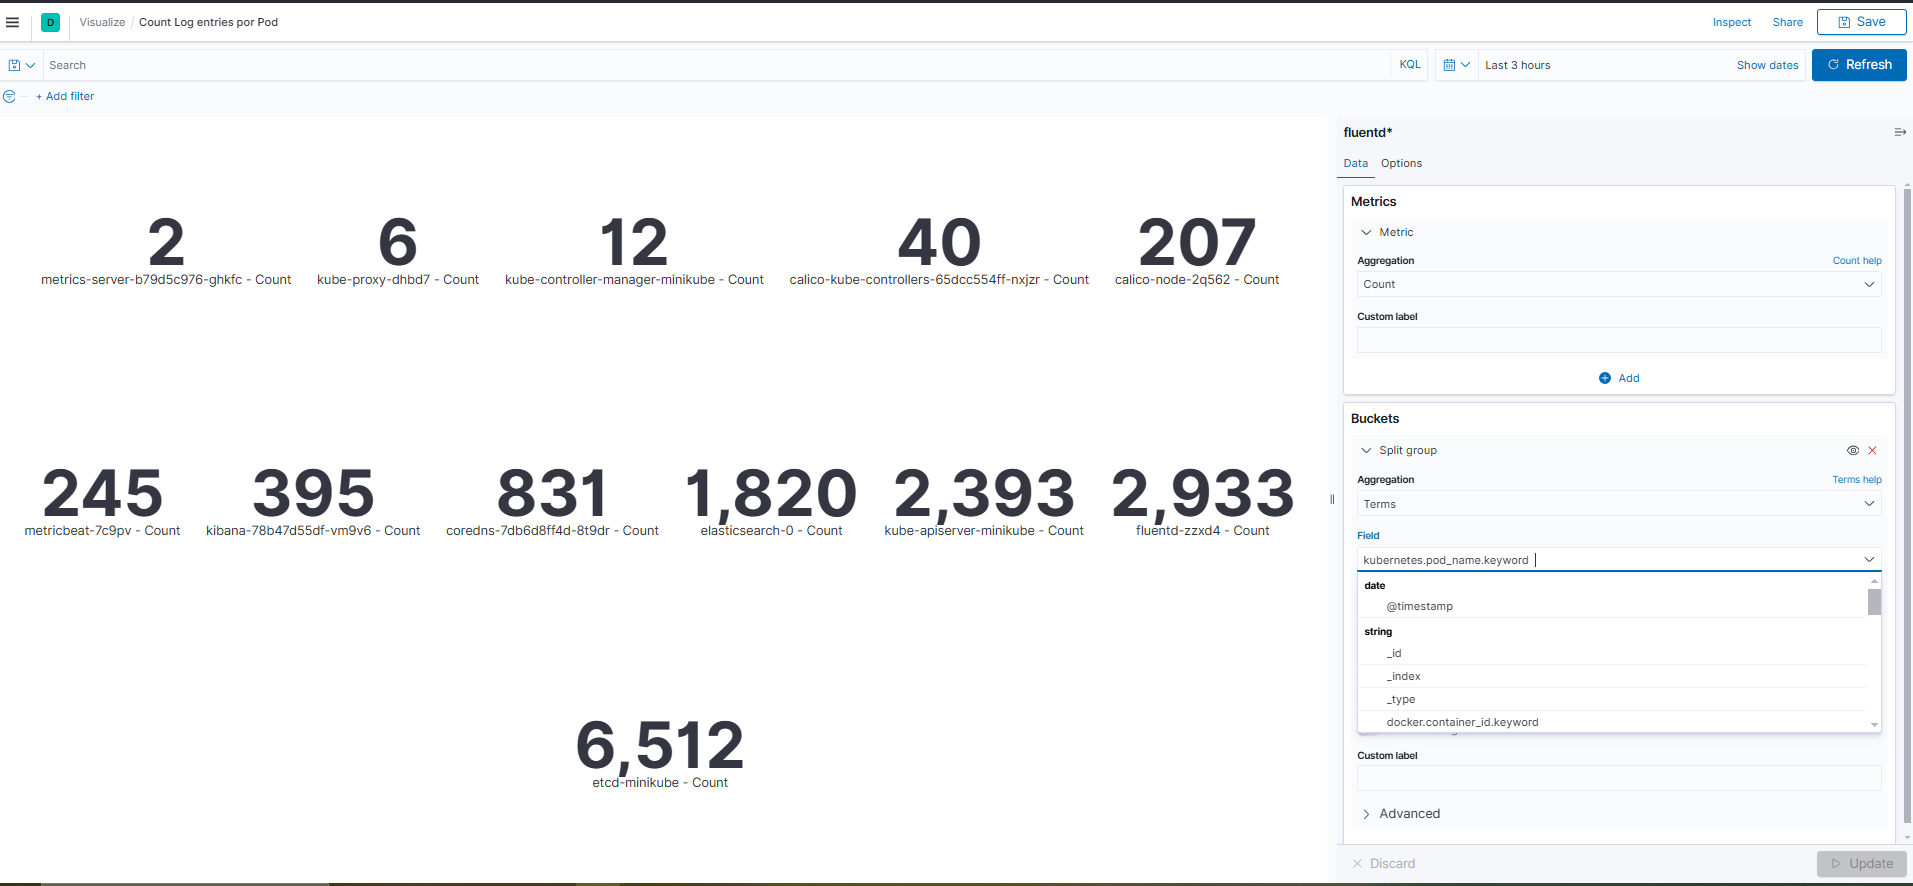 D Visualize / Count Log entries por Pod Inspect Share Save
Search KQL Last 3 hours Show dates Refresh
+ Add filter
fluentd*
Data Options
Metrics
Metric
Aggregation Count help
Count
Custom label
Add
2 6 12 40 207
metrics-server-b79d5c976-ghkfc - Count kube-proxy-dhbd7 - Count kube-controller-manager-minikube - Count calico-kube-controllers-65dcc554ff-nxjzr - Count calico-node-2q562 - Count
245 395 831 1,820 2,393 2,933
metricbeat-7c9pv - Count kibana-78b47d55df-vm9v6 - Count coredns-7db6d8ff4d-8t9dr - Count elasticsearch-0 - Count kube-apiserver-minikube - Count fluentd-zzxd4 - Count
6,512
etcd-minikube - Count
Buckets
Split group
Aggregation Terms help
Terms
Field
kubernetes.pod_name.keyword
date
@timestamp
string
_id
_index
_type
docker.container_id.keyword
Custom label
Advanced
Discard Update